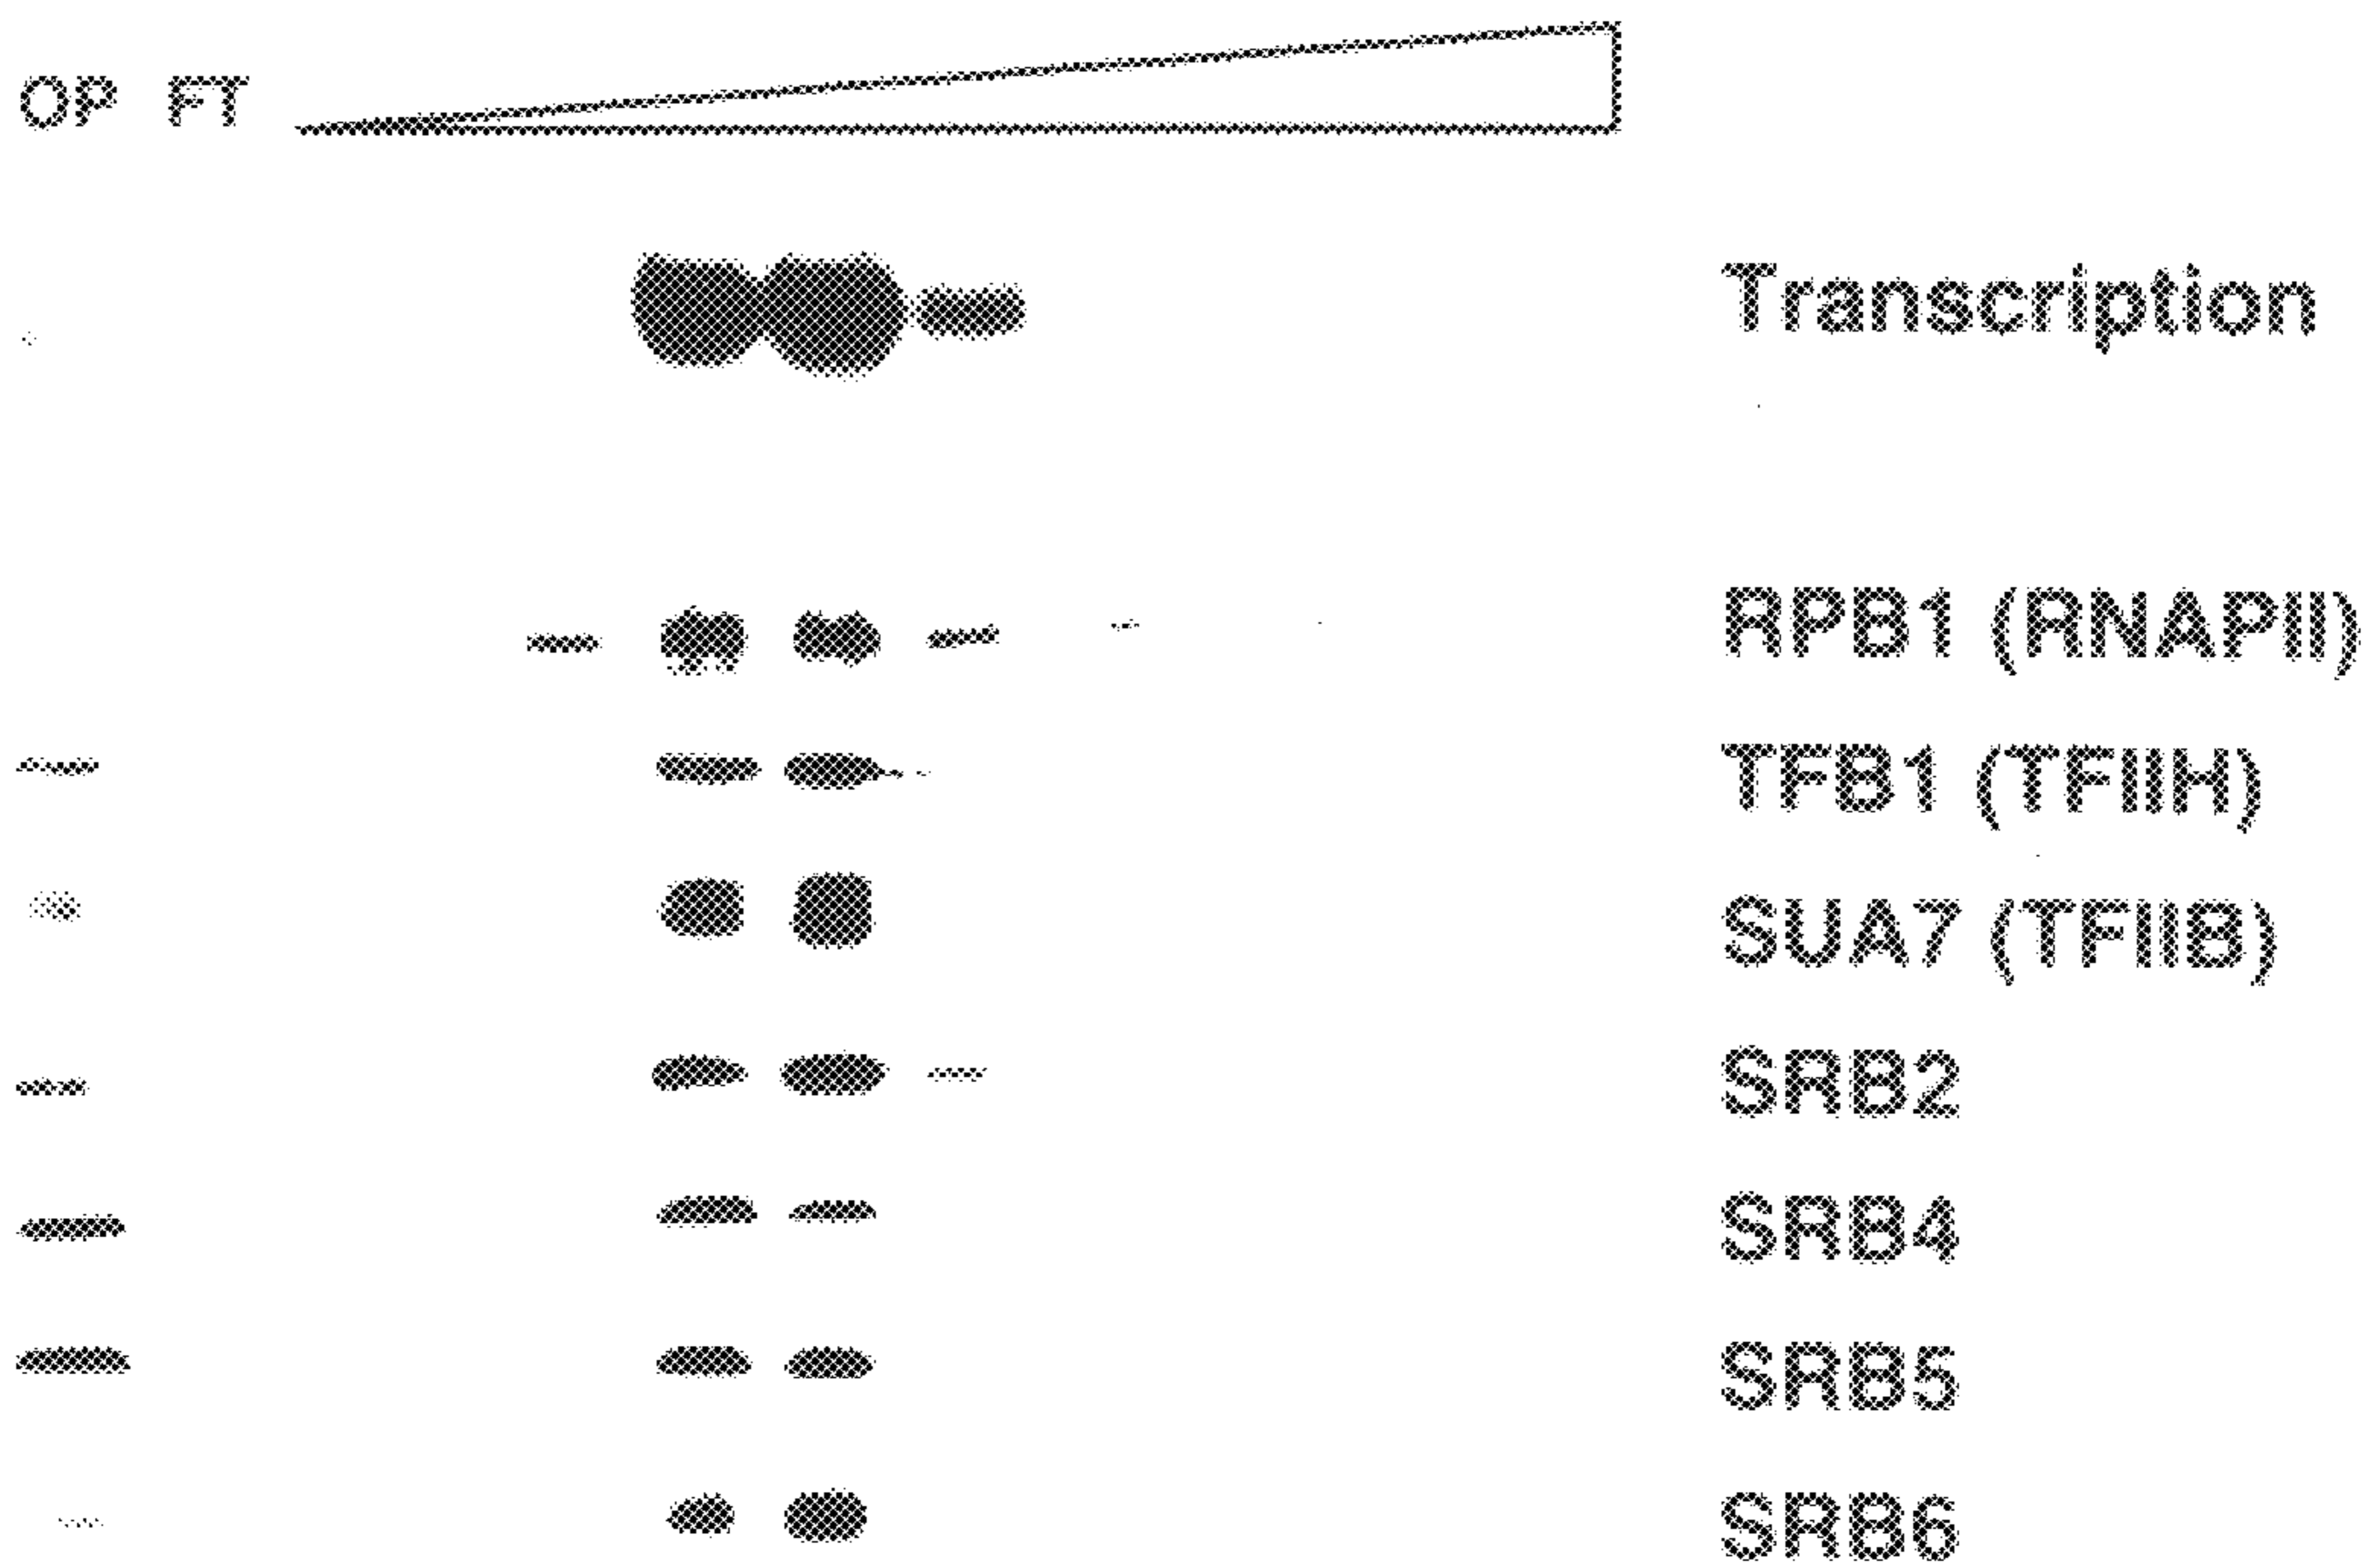 OP FT
Transcription
RPB1 (RNAPII)
TFB1 (TFIIH)
SUA7 (TFIIB)
SRB2
SRB4
SRB5
SRB6